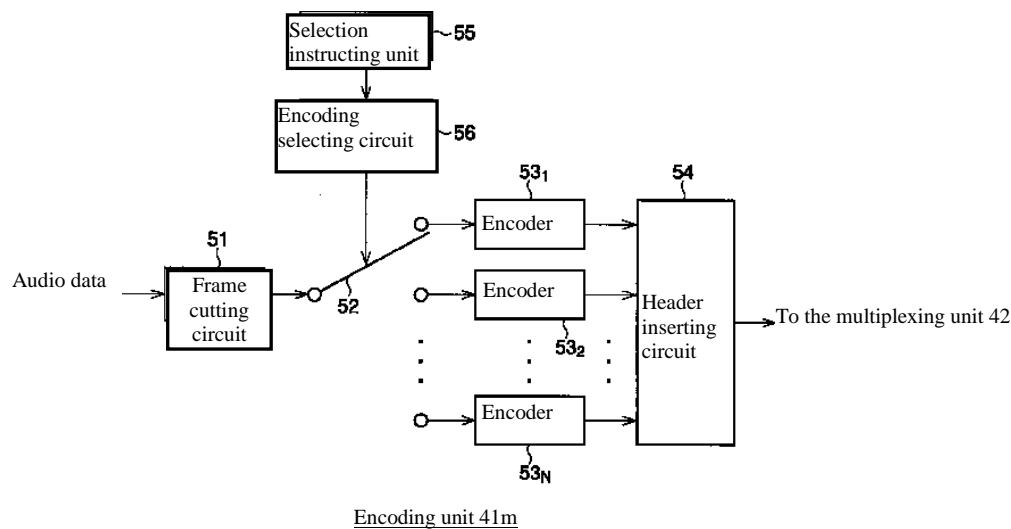 Selection
instructing unit
55
Encoding
selecting circuit
56
53₁
54
Encoder
51
Audio data
Frame
cutting
circuit
52
Encoder
Header
inserting
circuit
To the multiplexing unit 42
53₂
Encoder
53N
Encoding unit 41m